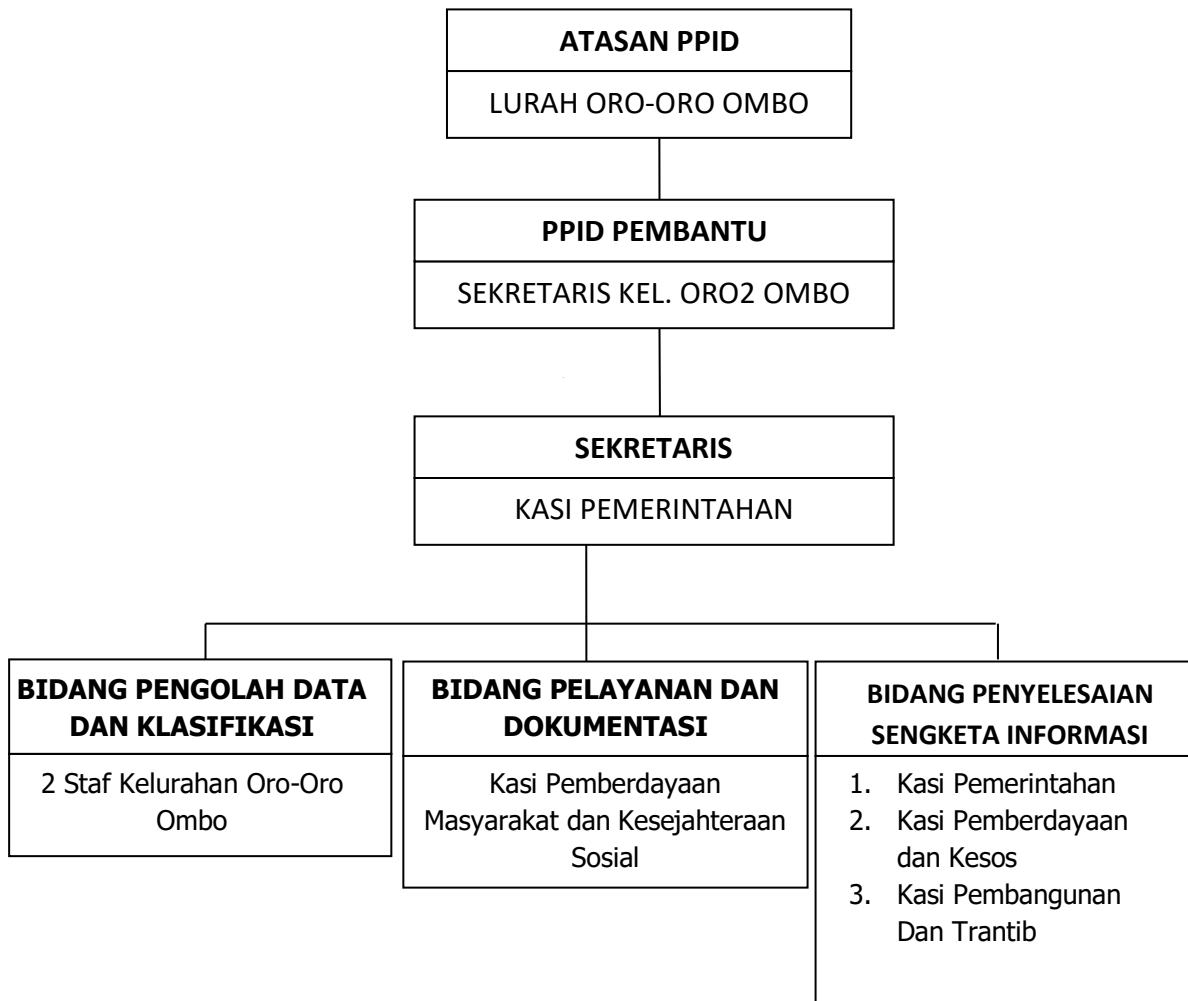 ATASAN PPID
LURAH ORO-ORO OMBO
PPID PEMBANTU
SEKRETARIS KEL. ORO2 OMBO
SEKRETARIS
KASI PEMERINTAHAN
BIDANG PENGOLAH DATA
DAN KLASIFIKASI
2 Staf Kelurahan Oro-Oro
Ombo
BIDANG PELAYANAN DAN
DOKUMENTASI
Kasi Pemberdayaan
Masyarakat dan Kesejahteraan
Sosial
BIDANG PENYELESAIAN
SENGKETA INFORMASI
1. Kasi Pemerintahan
2. Kasi Pemberdayaan
dan Kesos
3. Kasi Pembangunan
Dan Trantib